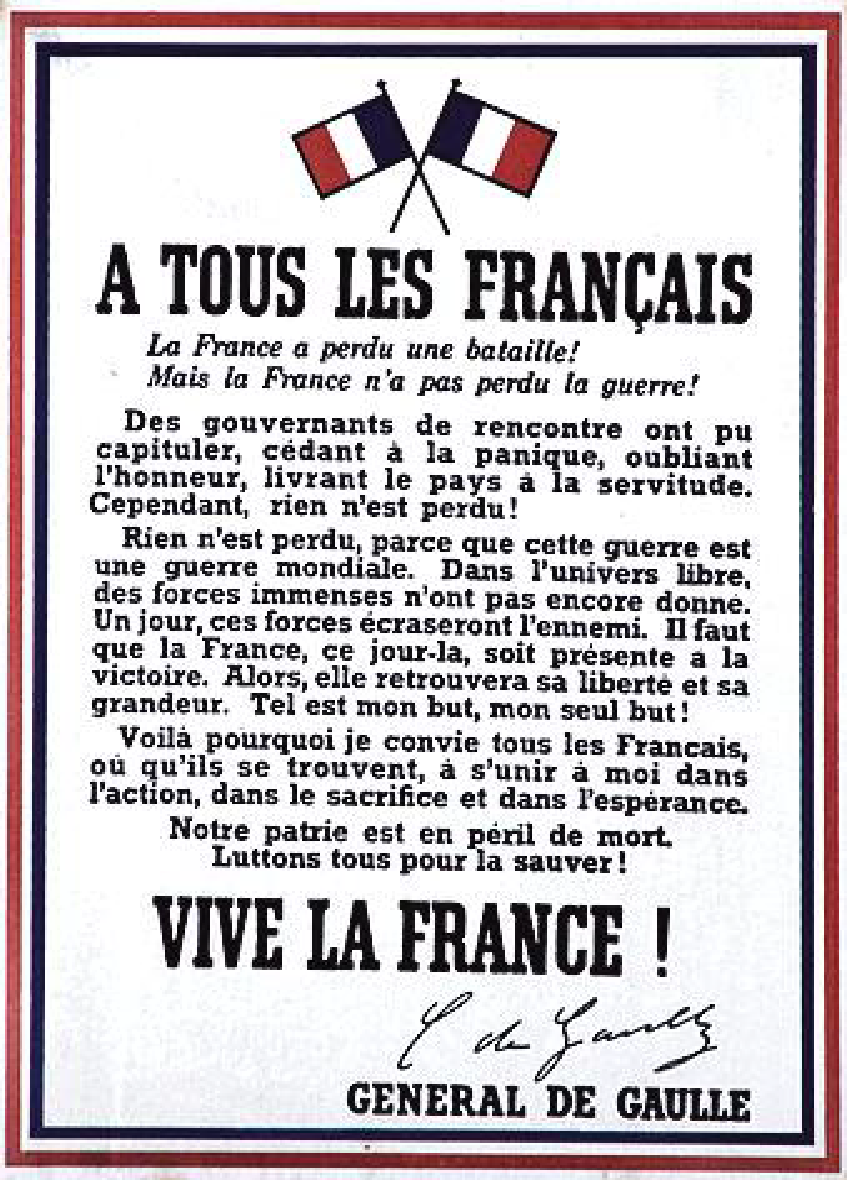 A TOUS LES FRANÇAIS
La France a perdu une bataille!
Mais la France n'a pas perdu la guerre!
Des gouvernants de rencontre ont pu
capituler, cédant à la panique, oubliant
l'honneur, livrant le pays à la servitude.
Cependant, rien n'est perdu!
Rien n'est perdu, parce que cette guerre est
une guerre mondiale. Dans l'univers libre,
des forces immenses n'ont pas encore donné.
Un jour, ces forces écraseront l'ennemi. Il faut
que la France, ce jour-là, soit présente à la
victoire. Alors, elle retrouvera sa liberté et sa
grandeur. Tel est mon but, mon seul but!
Voilà pourquoi je convie tous les Francais,
où qu'ils se trouvent, à s'unir à moi dans
l'action, dans le sacrifice et dans l'espérance.
Notre patrie est en péril de mort.
Luttons tous pour la sauver!
VIVE LA FRANCE !
C de Gaulle
GENERAL DE GAULLE